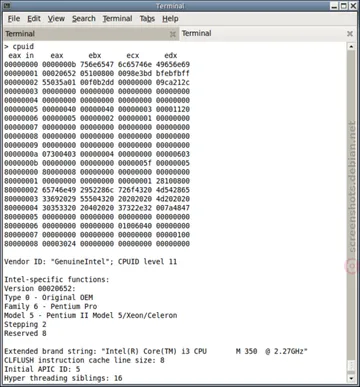 Terminal
File Edit View Search Terminal Tabs Help
Terminal
Terminal
> cpuid
eax in eax ebx ecx edx
00000000 0000000b 756e6547 6c65746e 49656e69
00000001 00020652 05100800 0098e3bd bfebfbff
00000002 55035a01 00f0b2dd 00000000 09ca212c
00000003 00000000 00000000 00000000 00000000
00000004 00000000 00000000 00000000 00000000
00000005 00000040 00000040 00000003 00001120
00000006 00000005 00000002 00000001 00000000
00000007 00000000 00000000 00000000 00000000
00000008 00000000 00000000 00000000 00000000
00000009 00000000 00000000 00000000 00000000
0000000a 07300403 00000004 00000000 00000603
0000000b 00000000 00000000 0000005f 00000005
80000000 80000008 00000000 00000000 00000000
80000001 00000000 00000000 00000001 28100800
80000002 65746e49 2952286c 726f4320 4d542865
80000003 33692029 55504320 20202020 4d202020
80000004 30353320 20402020 37322e32 007a4847
80000005 00000000 00000000 00000000 00000000
80000006 00000000 00000000 01006040 00000000
80000007 00000000 00000000 00000000 00000100
80000008 00003024 00000000 00000000 00000000
Vendor ID: "GenuineIntel"; CPUID level 11
Intel-specific functions:
Version 00020652:
Type 0 - Original OEM
Family 6 - Pentium Pro
Model 5 - Pentium II Model 5/Xeon/Celeron
Stepping 2
Reserved 8
Extended brand string: "Intel(R) Core(TM) i3 CPU M 350 @ 2.27GHz"
CLFLUSH instruction cache line size: 8
Initial APIC ID: 5
Hyper threading siblings: 16
screenshots.debian.net